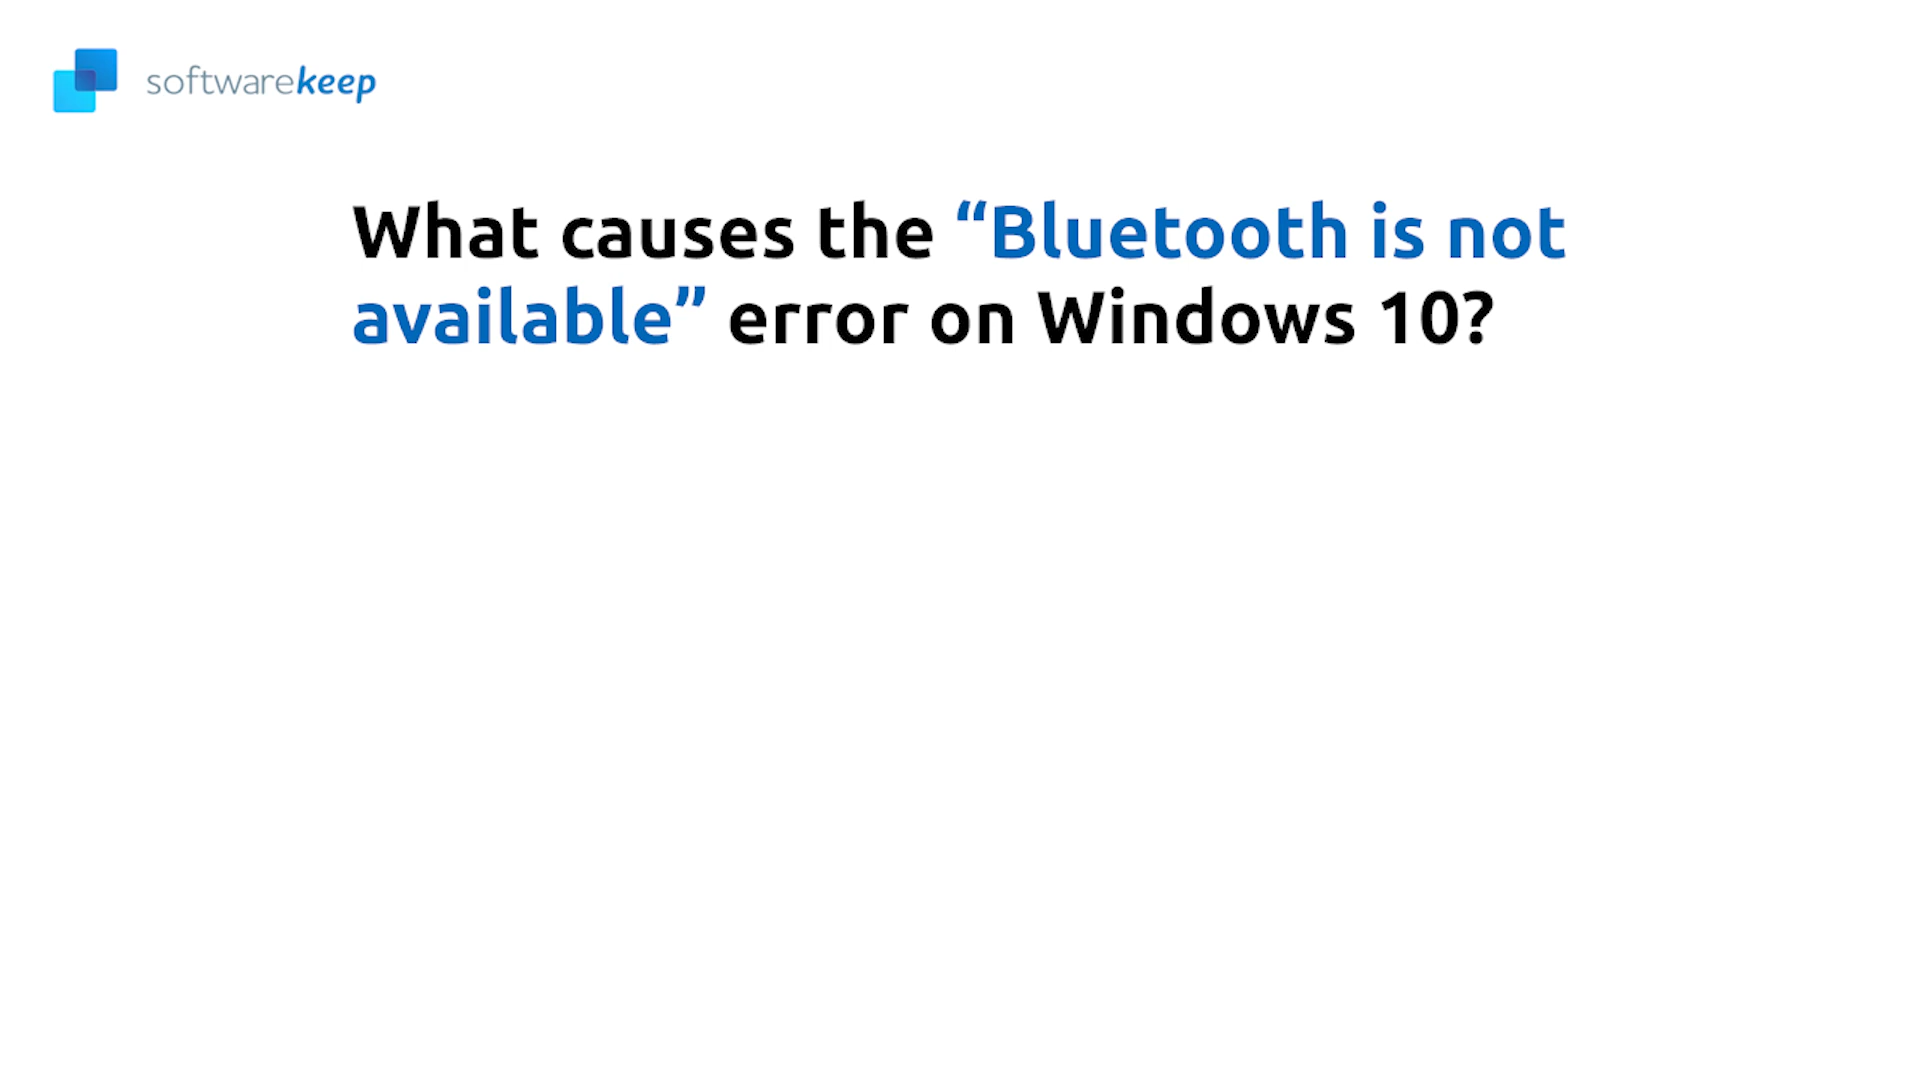 softwarekeep
What causes the “Bluetooth is not
available” error on Windows 10?